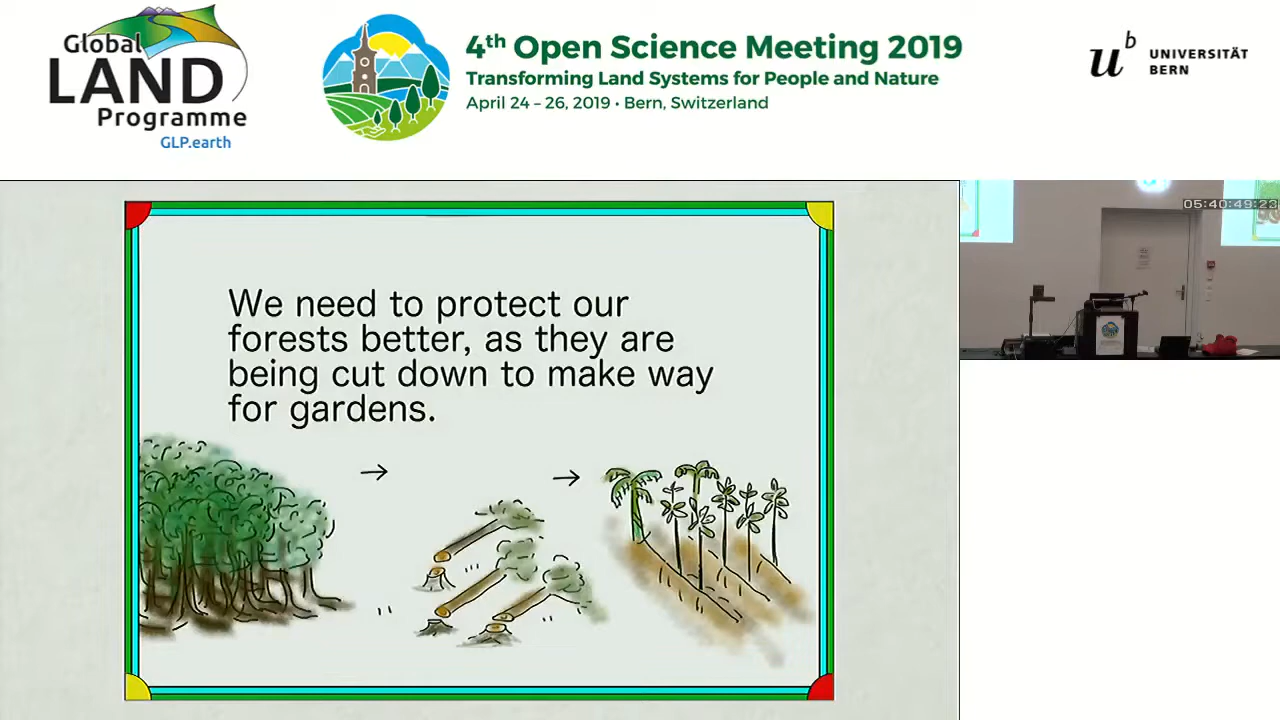 Global
LAND
Programme
GLP.earth
4th Open Science Meeting 2019
Transforming Land Systems for People and Nature
April 24 – 26, 2019 • Bern, Switzerland
u b
UNIVERSITÄT
BERN
05:40:49:23
We need to protect our
forests better, as they are
being cut down to make way
for gardens.